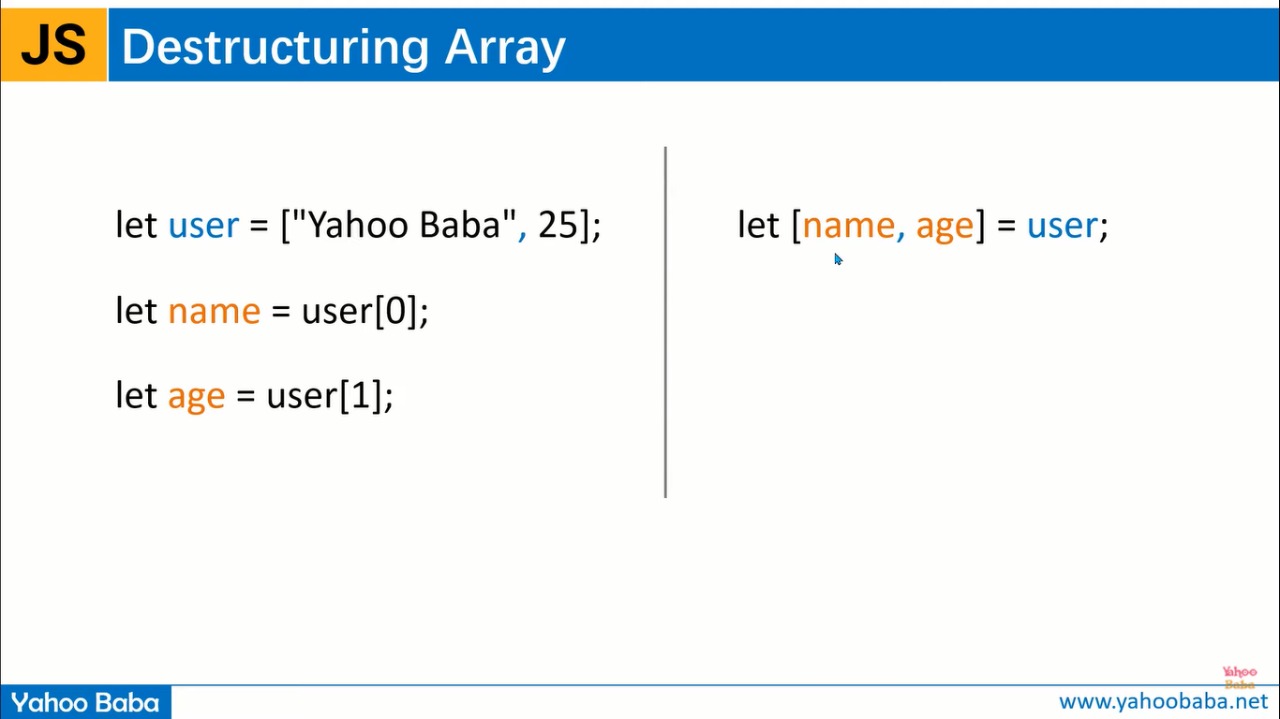 JS Destructuring Array
let user = ["Yahoo Baba", 25];
let name = user[0];
let age = user[1];
let [name, age] = user;
Yahoo
Baba
Yahoo Baba
www.yahoobaba.net